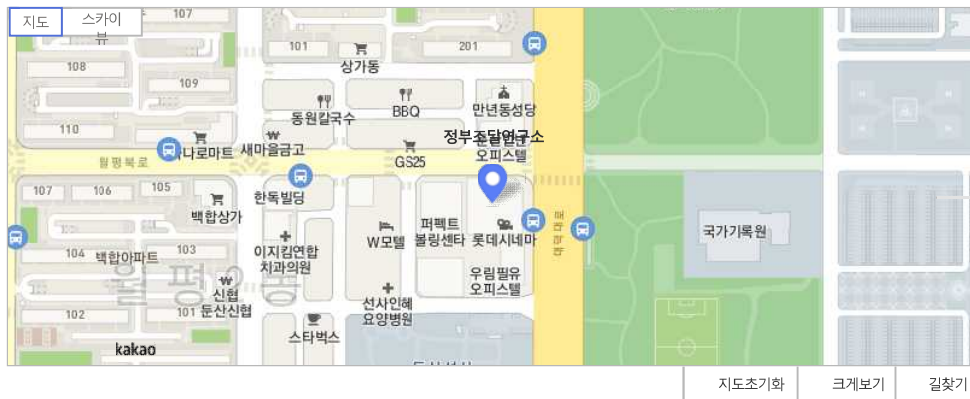 지도
스카이
뷰
107
101
201
상가동
108
109
동원칼국수
BBQ
만년동성당
110
나로마트
새마을금고
GS25
정부조달연구소
오피스텔
월평북로
107
106
105
백합상가
한독빌딩
W모텔
퍼펙트
볼링센타
롯데시네마
대덕대로
국가기록원
104
백합아파트
103
이지킴연합
치과의원
월평2동
신협
둔산신협
우림필유
오피스텔
선사인혜
요양병원
102
101
스타벅스
kakao
지도초기화
크게보기
길찾기